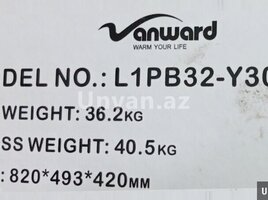 Vanward
WARM YOUR LIFE
DEL NO.: L1PB32-Y30
WEIGHT: 36.2KG
Unvan.az
SS WEIGHT: 40.5KG
: 820*493*420MM
U